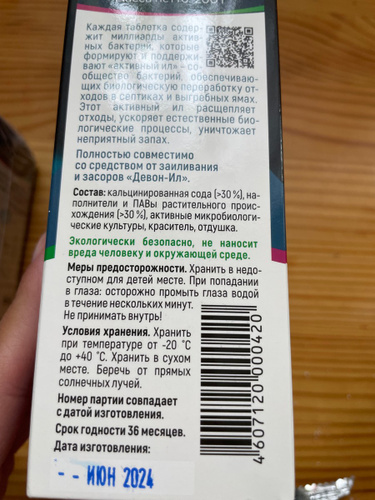 Каждая таблетка содер-
жит миллиарды актив-
ных бактерий, которые
формируют и поддержи-
вают «активный ил» – со-
общество бактерий, обеспечивающих
биологическую переработку от-
ходов в септиках и выгребных ямах.
Этот активный ил расщепляет
отходы, ускоряет естественные био-
логические процессы, уничтожает
неприятный запах.
Полностью совместимо
со средством от заиливания
и засоров «Девон-Ил».
Состав: кальцинированная сода (>30 %), на-
полнители и ПАВы растительного проис-
хождения (>30 %), активные микробиологи-
ческие культуры, краситель, отдушка.
Экологически безопасно, не наносит
вреда человеку и окружающей среде.
Меры предосторожности. Хранить в недо-
ступном для детей месте. При попадании
в глаза: осторожно промыть глаза водой
в течение нескольких минут.
Не принимать внутрь!
Условия хранения. Хранить
при температуре от -20 °С
до +40 °С. Хранить в сухом
месте. Беречь от прямых
солнечных лучей.
Номер партии совпадает
с датой изготовления.
Срок годности 36 месяцев.
Дата изготовления:
- - ИЮН 2024
4607120000420